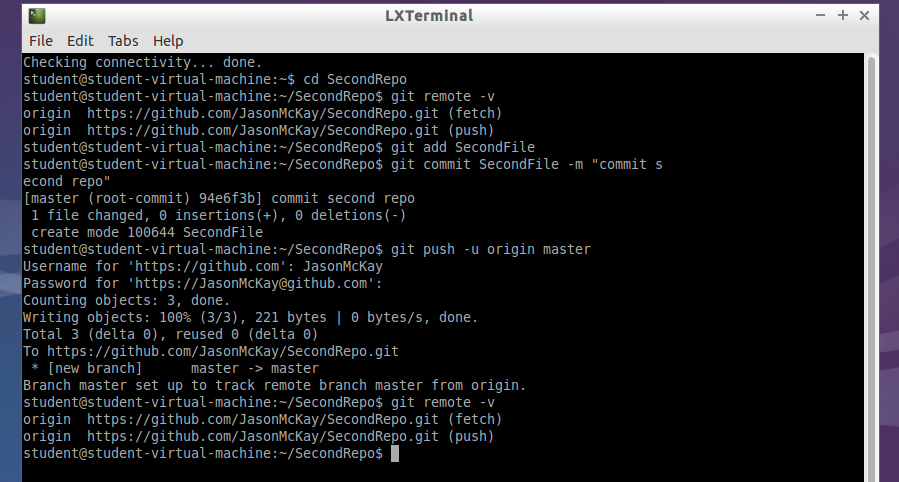 LXTerminal
File Edit Tabs Help
Checking connectivity... done.
student@student-virtual-machine:~$ cd SecondRepo
student@student-virtual-machine:~/SecondRepo$ git remote -v
origin  https://github.com/JasonMcKay/SecondRepo.git (fetch)
origin  https://github.com/JasonMcKay/SecondRepo.git (push)
student@student-virtual-machine:~/SecondRepo$ git add SecondFile
student@student-virtual-machine:~/SecondRepo$ git commit SecondFile -m "commit s
econd repo"
[master (root-commit) 94e6f3b] commit second repo
 1 file changed, 0 insertions(+), 0 deletions(-)
 create mode 100644 SecondFile
student@student-virtual-machine:~/SecondRepo$ git push -u origin master
Username for 'https://github.com': JasonMcKay
Password for 'https://JasonMcKay@github.com':
Counting objects: 3, done.
Writing objects: 100% (3/3), 221 bytes | 0 bytes/s, done.
Total 3 (delta 0), reused 0 (delta 0)
To https://github.com/JasonMcKay/SecondRepo.git
 * [new branch]      master -> master
Branch master set up to track remote branch master from origin.
student@student-virtual-machine:~/SecondRepo$ git remote -v
origin  https://github.com/JasonMcKay/SecondRepo.git (fetch)
origin  https://github.com/JasonMcKay/SecondRepo.git (push)
student@student-virtual-machine:~/SecondRepo$